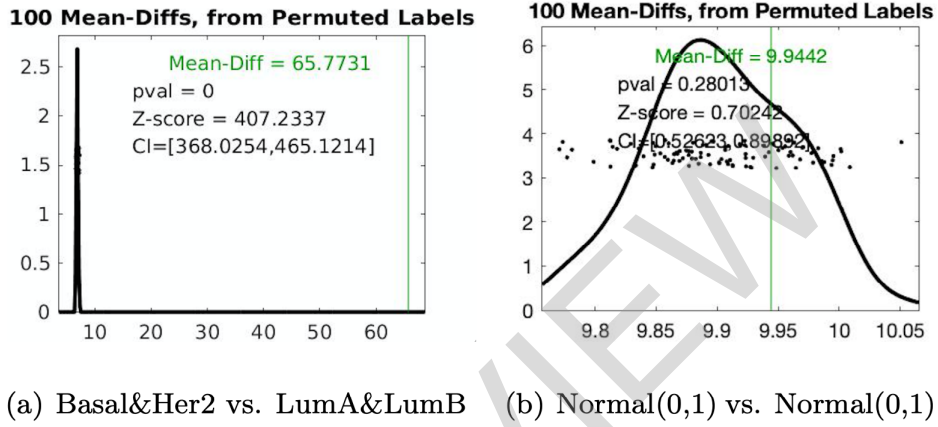 100 Mean-Diffs, from Permuted Labels
Mean-Diff = 65.7731
pval = 0
Z-score = 407.2337
CI=[368.0254,465.1214]
2.5
2
1.5
1
0.5
0
10 20 30 40 50 60
(a) Basal&Her2 vs. LumA&LumB
100 Mean-Diffs, from Permuted Labels
Mean-Diff = 9.9442
pval = 0.28013
Z-score = 0.70242
CI=[0.52623,0.89892]
6
5
4
3
2
1
0
9.8 9.85 9.9 9.95 10 10.05
(b) Normal(0,1) vs. Normal(0,1)